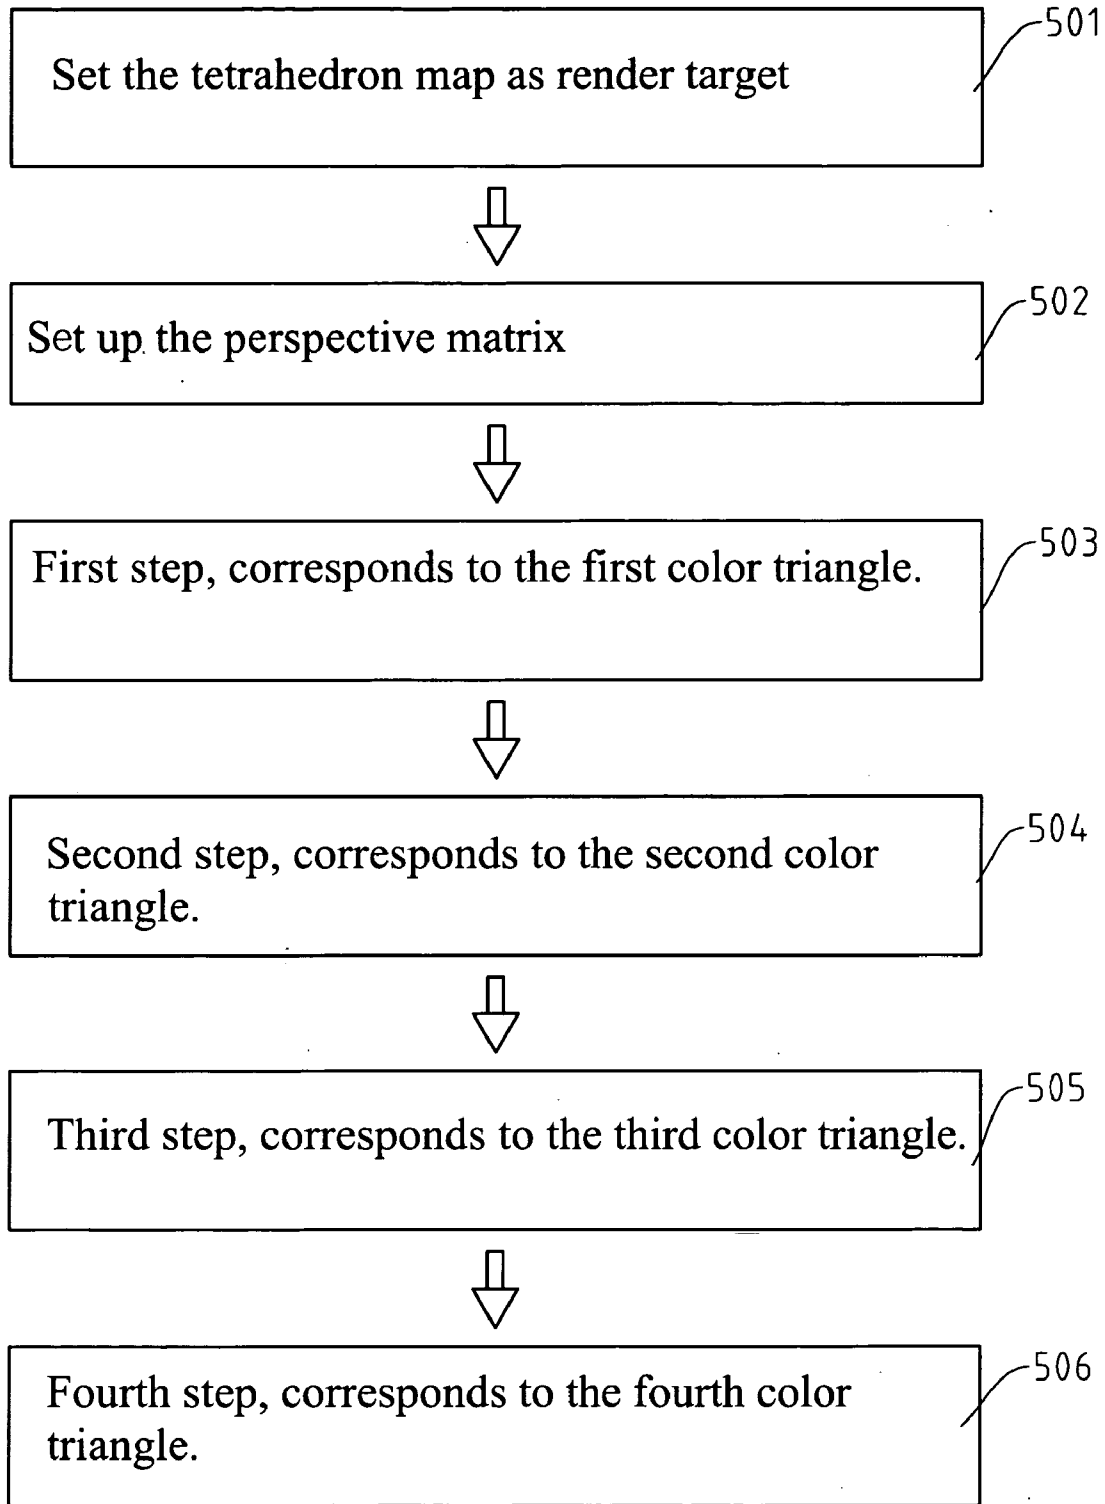 501
Set the tetrahedron map as render target
502
Set up the perspective matrix
503
First step, corresponds to the first color triangle.
504
Second step, corresponds to the second color
triangle.
505
Third step, corresponds to the third color triangle.
506
Fourth step, corresponds to the fourth color
triangle.